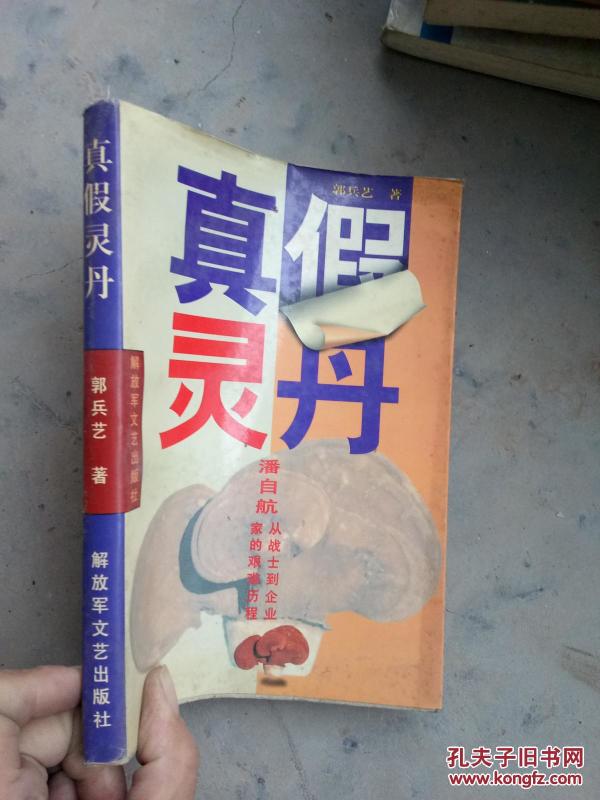 真假灵丹
郭兵艺 著
解放军文艺出版社
解放军文艺出版社
郭兵艺 著
真假
灵丹
潘自航
从战士到企业
家的艰难历程
孔夫子旧书网
www.kongfz.com